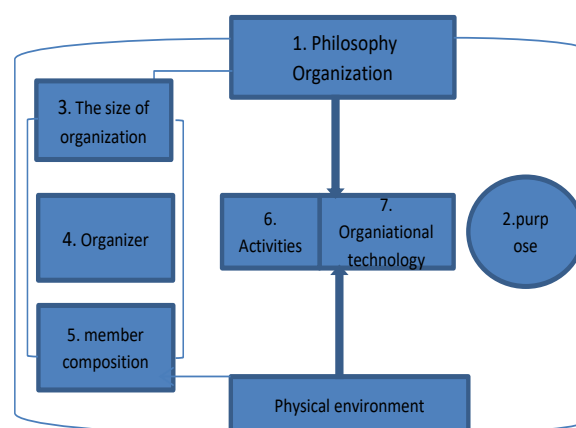 1. Philosophy
Organization
3. The size of
organization
4. Organizer
5. member
composition
6.
Activities
7.
Organiational
technology
2.purp
ose
Physical environment